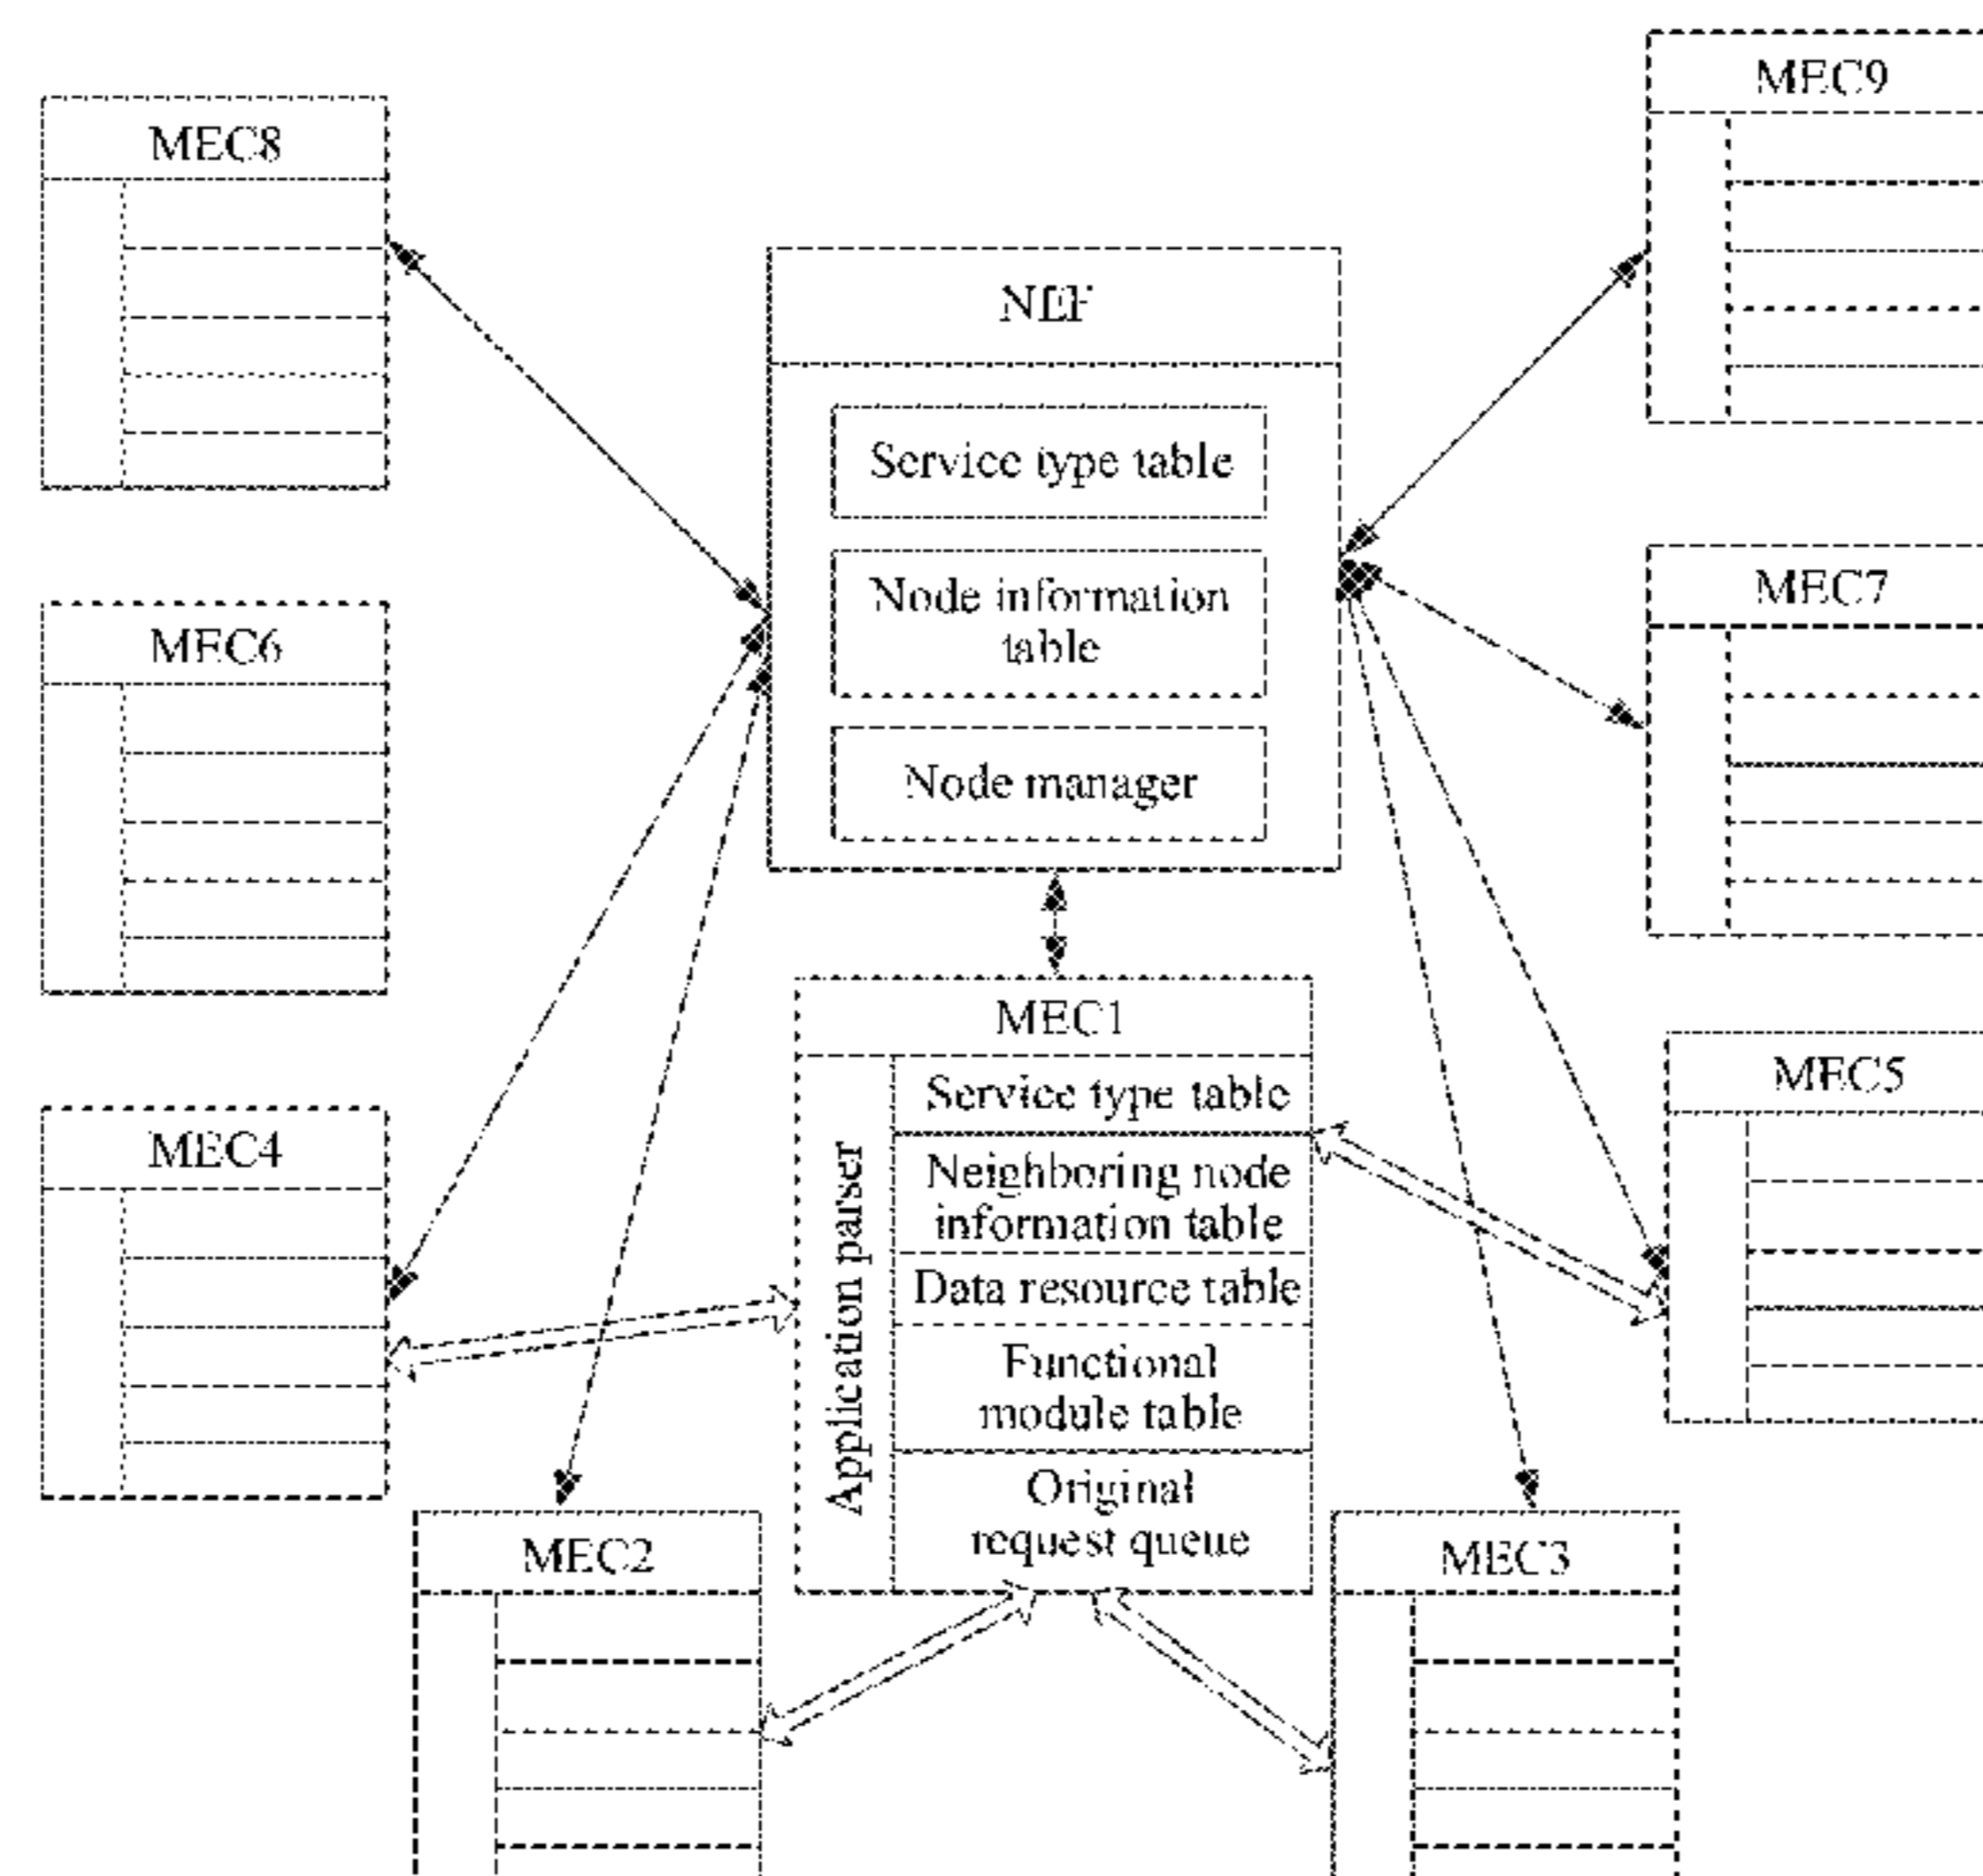 MEC8
MEC9
NEF
Service type table
Node information
table
Node manager
MEC6
MEC7
MEC1
Application parser
Service type table
Neighboring node
information table
Data resource table
Functional
module table
Original
request queue
MEC4
MEC5
MEC2
MEC3